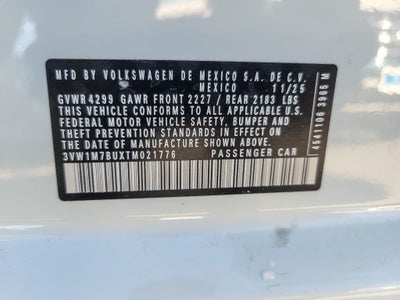 MFD BY VOLKSWAGEN DE MEXICO S.A. DE C.V.
MEXICO 11/25
GVWR 4299 GAWR FRONT 2227 / REAR 2183 LBS
THIS VEHICLE CONFORMS TO ALL APPLICABLE U.S.
FEDERAL MOTOR VEHICLE SAFETY, BUMPER AND
THEFT PREVENTION STANDARDS IN EFFECT ON THE
DATE OF MANUFACTURE SHOWN ABOVE.
3VW1M7BUXTM021776 PASSENGER CAR
4541106 3965 M